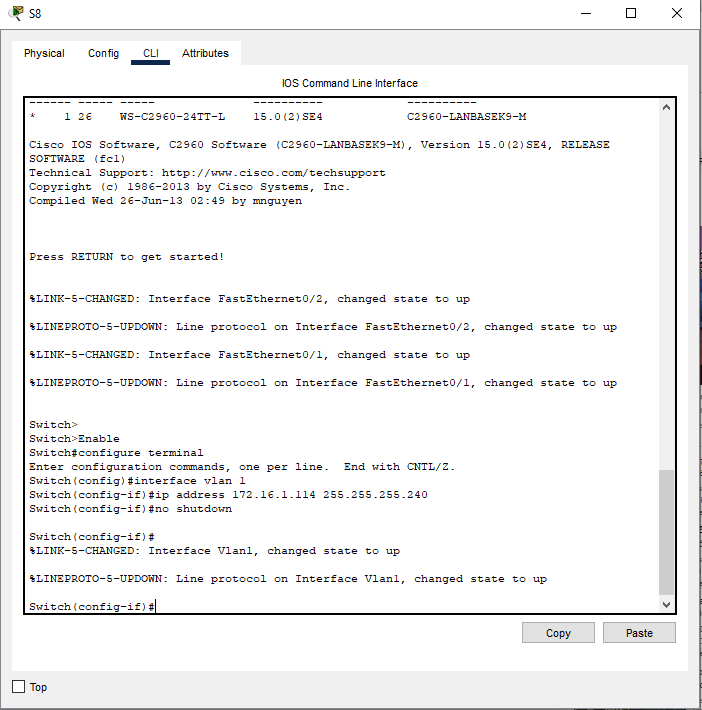 S8
Physical Config CLI Attributes
IOS Command Line Interface
------ ----- ----- ---------- ----------
* 1 26 WS-C2960-24TT-L 15.0(2)SE4 C2960-LANBASEK9-M
Cisco IOS Software, C2960 Software (C2960-LANBASEK9-M), Version 15.0(2)SE4, RELEASE
SOFTWARE (fc1)
Technical Support: http://www.cisco.com/techsupport
Copyright (c) 1986-2013 by Cisco Systems, Inc.
Compiled Wed 26-Jun-13 02:49 by mnguyen
Press RETURN to get started!
%LINK-5-CHANGED: Interface FastEthernet0/2, changed state to up
%LINEPROTO-5-UPDOWN: Line protocol on Interface FastEthernet0/2, changed state to up
%LINK-5-CHANGED: Interface FastEthernet0/1, changed state to up
%LINEPROTO-5-UPDOWN: Line protocol on Interface FastEthernet0/1, changed state to up
Switch>
Switch>Enable
Switch#configure terminal
Enter configuration commands, one per line. End with CNTL/Z.
Switch(config)#interface vlan 1
Switch(config-if)#ip address 172.16.1.114 255.255.255.240
Switch(config-if)#no shutdown
Switch(config-if)#
%LINK-5-CHANGED: Interface Vlan1, changed state to up
%LINEPROTO-5-UPDOWN: Line protocol on Interface Vlan1, changed state to up
Switch(config-if)#
Copy Paste
Top